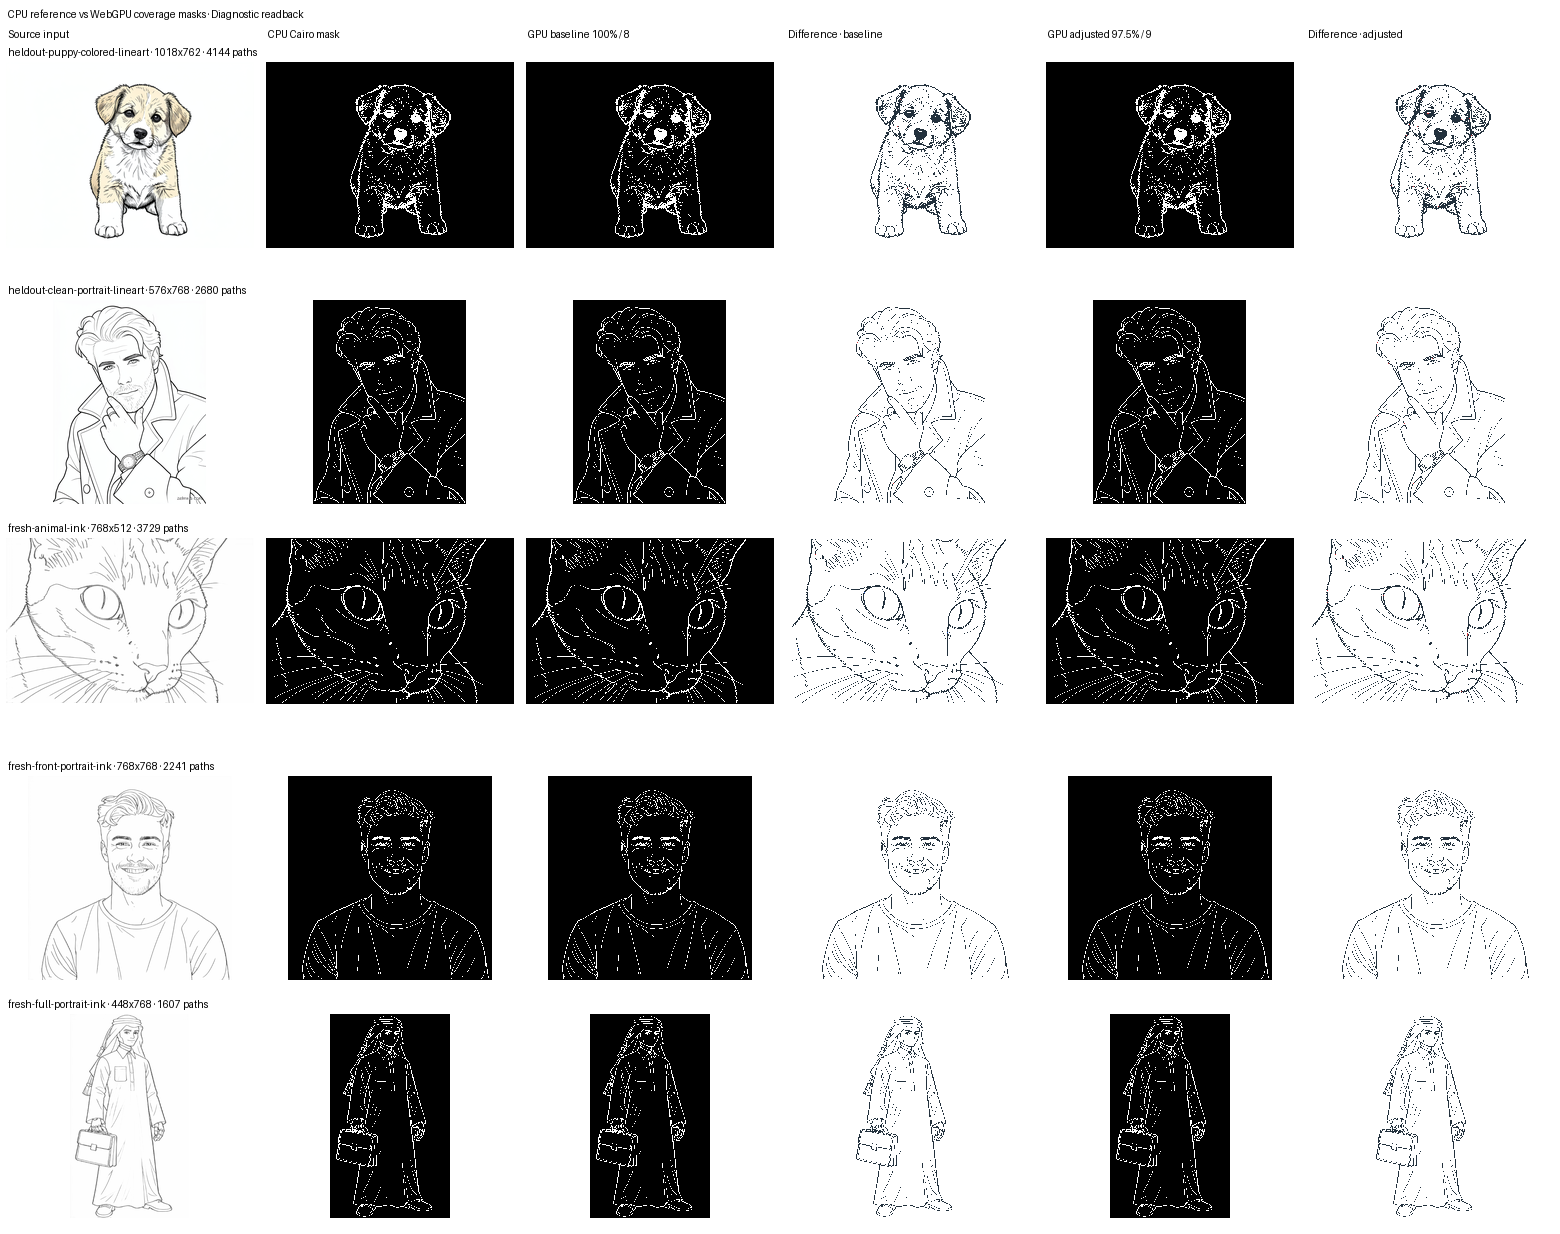 CPU reference vs WebGPU coverage masks · Diagnostic readback
Source input
CPU Cairo mask
GPU baseline 100% / 8
Difference · baseline
GPU adjusted 97.5% / 9
Difference · adjusted
heldout-puppy-colored-lineart · 1018x762 · 4144 paths
heldout-clean-portrait-lineart · 576x768 · 2680 paths
fresh-animal-ink · 768x512 · 3729 paths
fresh-front-portrait-ink · 768x768 · 2241 paths
fresh-full-portrait-ink · 448x768 · 1607 paths